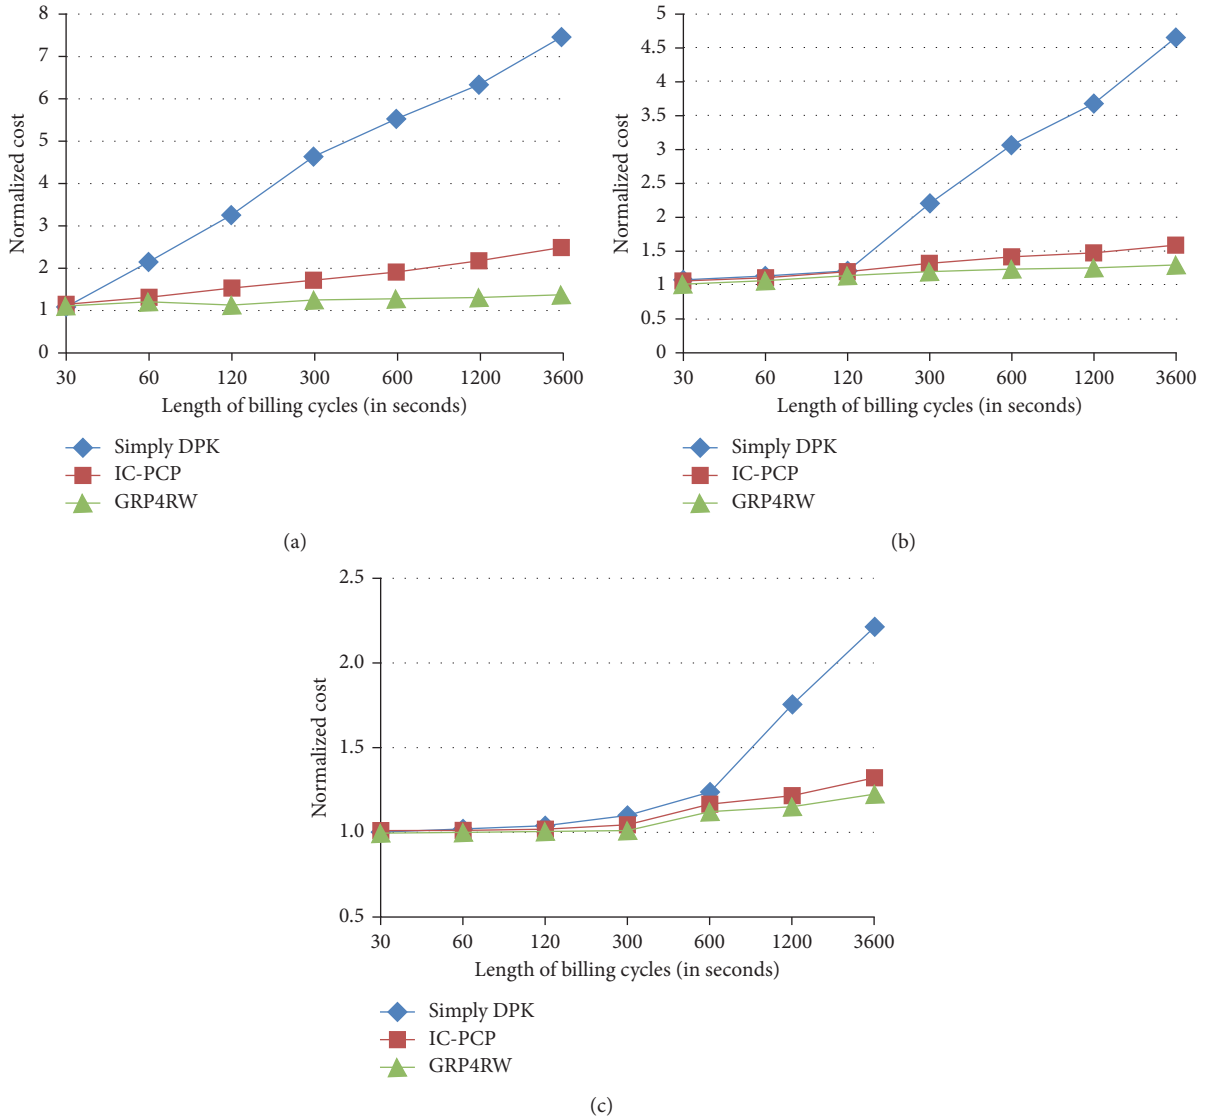 8
7
6
5
4
3
2
1
0
Normalized cost
30 60 120 300 600 1200 3600
Length of billing cycles (in seconds)
Simply DPK
IC-PCP
GRP4RW
(a)
5
4.5
4
3.5
3
2.5
2
1.5
1
0.5
0
Normalized cost
30 60 120 300 600 1200 3600
Length of billing cycles (in seconds)
Simply DPK
IC-PCP
GRP4RW
(b)
2.5
2.0
1.5
1.0
0.5
Normalized cost
30 60 120 300 600 1200 3600
Length of billing cycles (in seconds)
Simply DPK
IC-PCP
GRP4RW
(c)